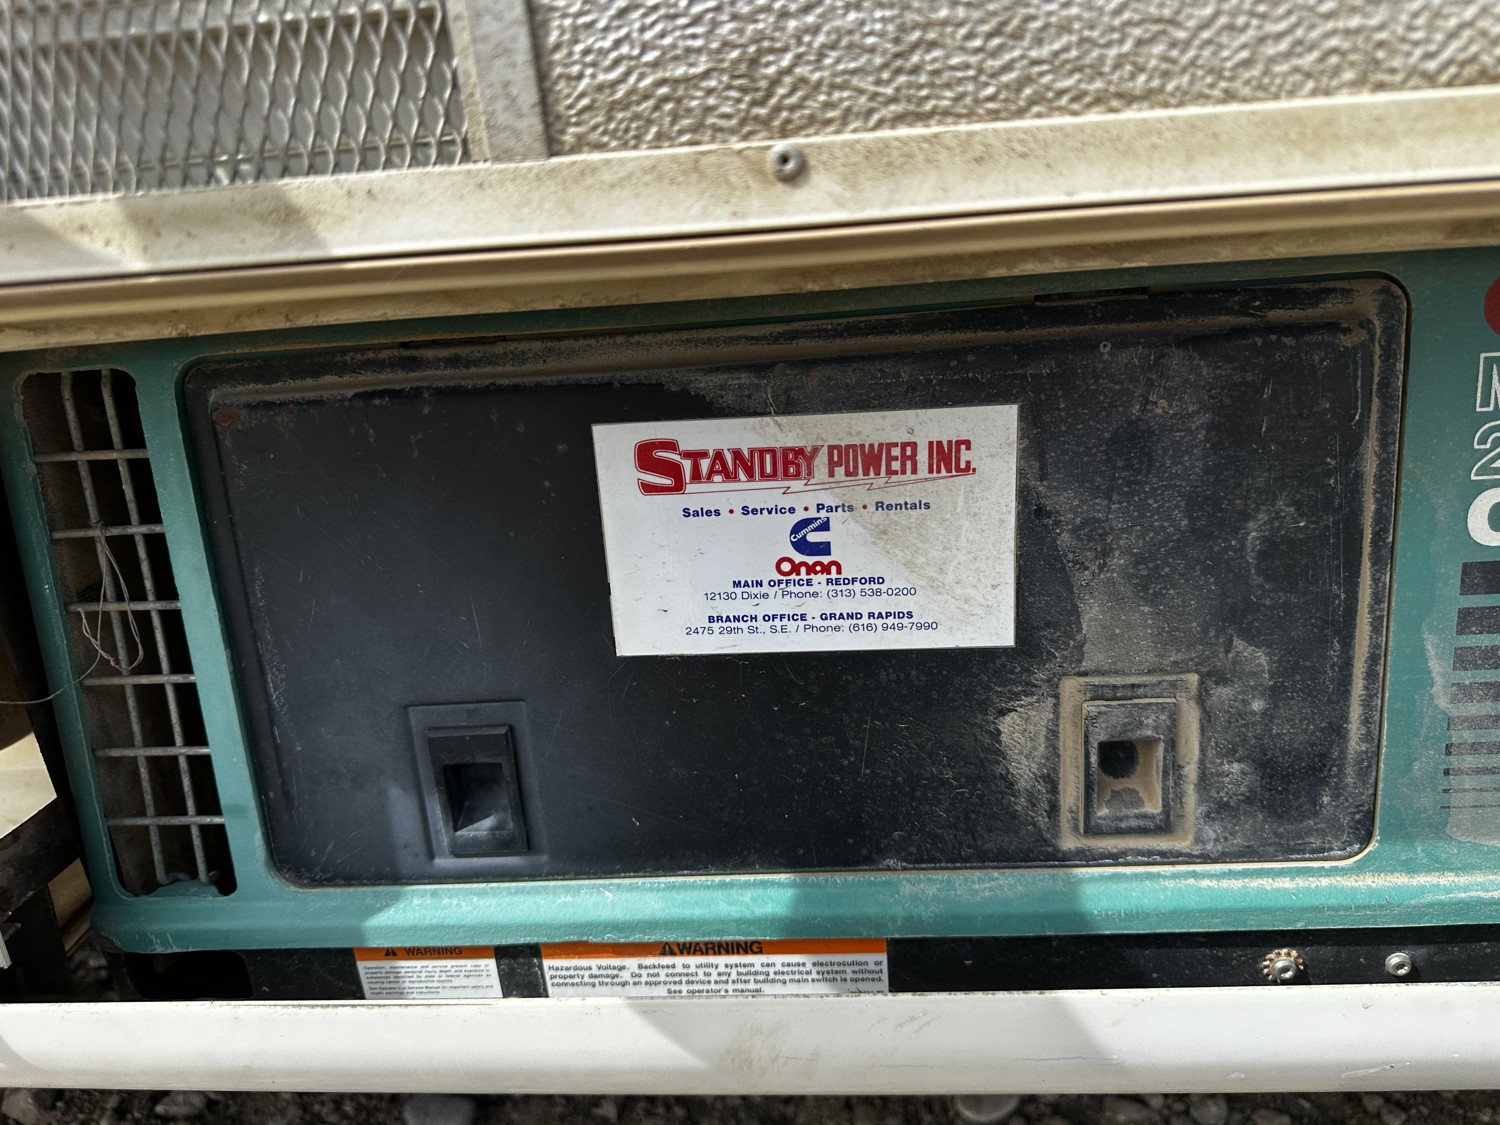 STANDBY POWER INC.
Sales • Service • Parts • Rentals
Cummins
Onan
MAIN OFFICE - REDFORD
12130 Dixie / Phone: (313) 538-0200
BRANCH OFFICE - GRAND RAPIDS
2475 29th St., S.E. / Phone: (616) 949-7990
WARNING
WARNING
Hazardous Voltage. Backfeed to utility system can cause electrocution or
property damage. Do not connect to any building electrical system without
connecting through an approved device and after building main switch is opened.
See operator's manual.